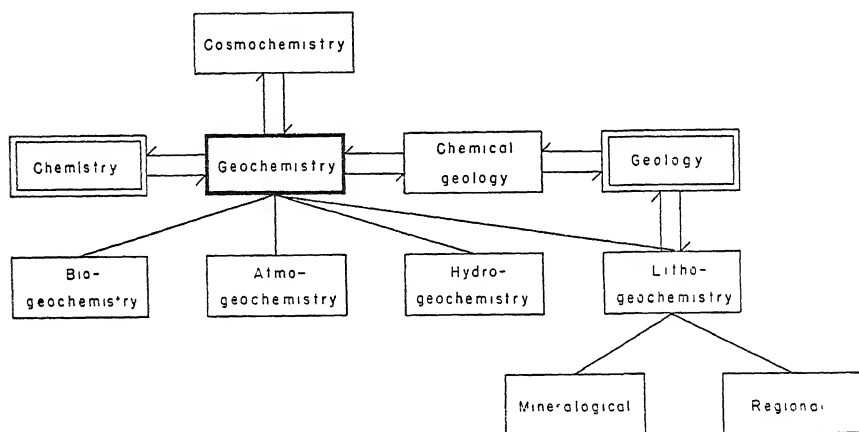 Cosmochemistry
Chemistry
Geochemistry
Chemical
geology
Geology
Bio-
geochemistry
Atmo-
geochemistry
Hydro-
geochemistry
Litho-
geochemistry
Mineralogical
Regional